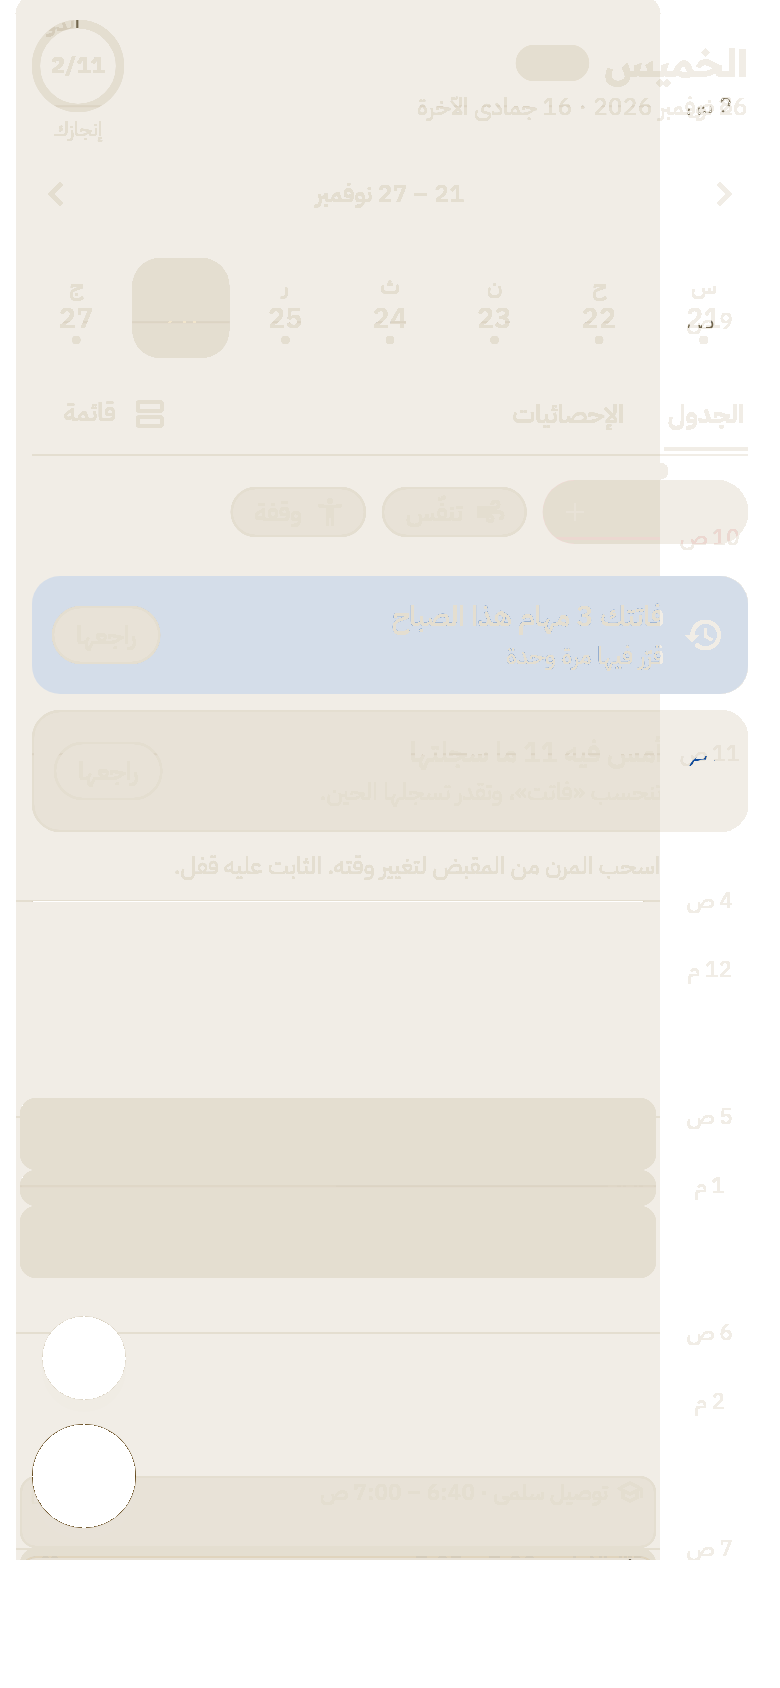 الخميس
2/11
26 نوفمبر 2026 · 16 جمادى الآخرة
إنجازك
21 – 27 نوفمبر
س ح ن ث ر ج
21 22 23 24 25 27
9 ص
الجدول الإحصائيات قائمة
+ تنفّس وقفة
10 ص
فاتتك 3 مهام هذا الصباح
مرّ فيها مرة وحدة
راجعها
أمس فيه 11 ما سجلتها
تنحسب «فاتت»، وتقدر تسجلها الحين.
راجعها
11 ص
اسحب المرن من المقبض لتغيير وقته. الثابت عليه قفل.
4 ص
12 م
5 ص
1 م
6 ص
2 م
توصيل سلمى · 6:40 – 7:00 ص
7 ص